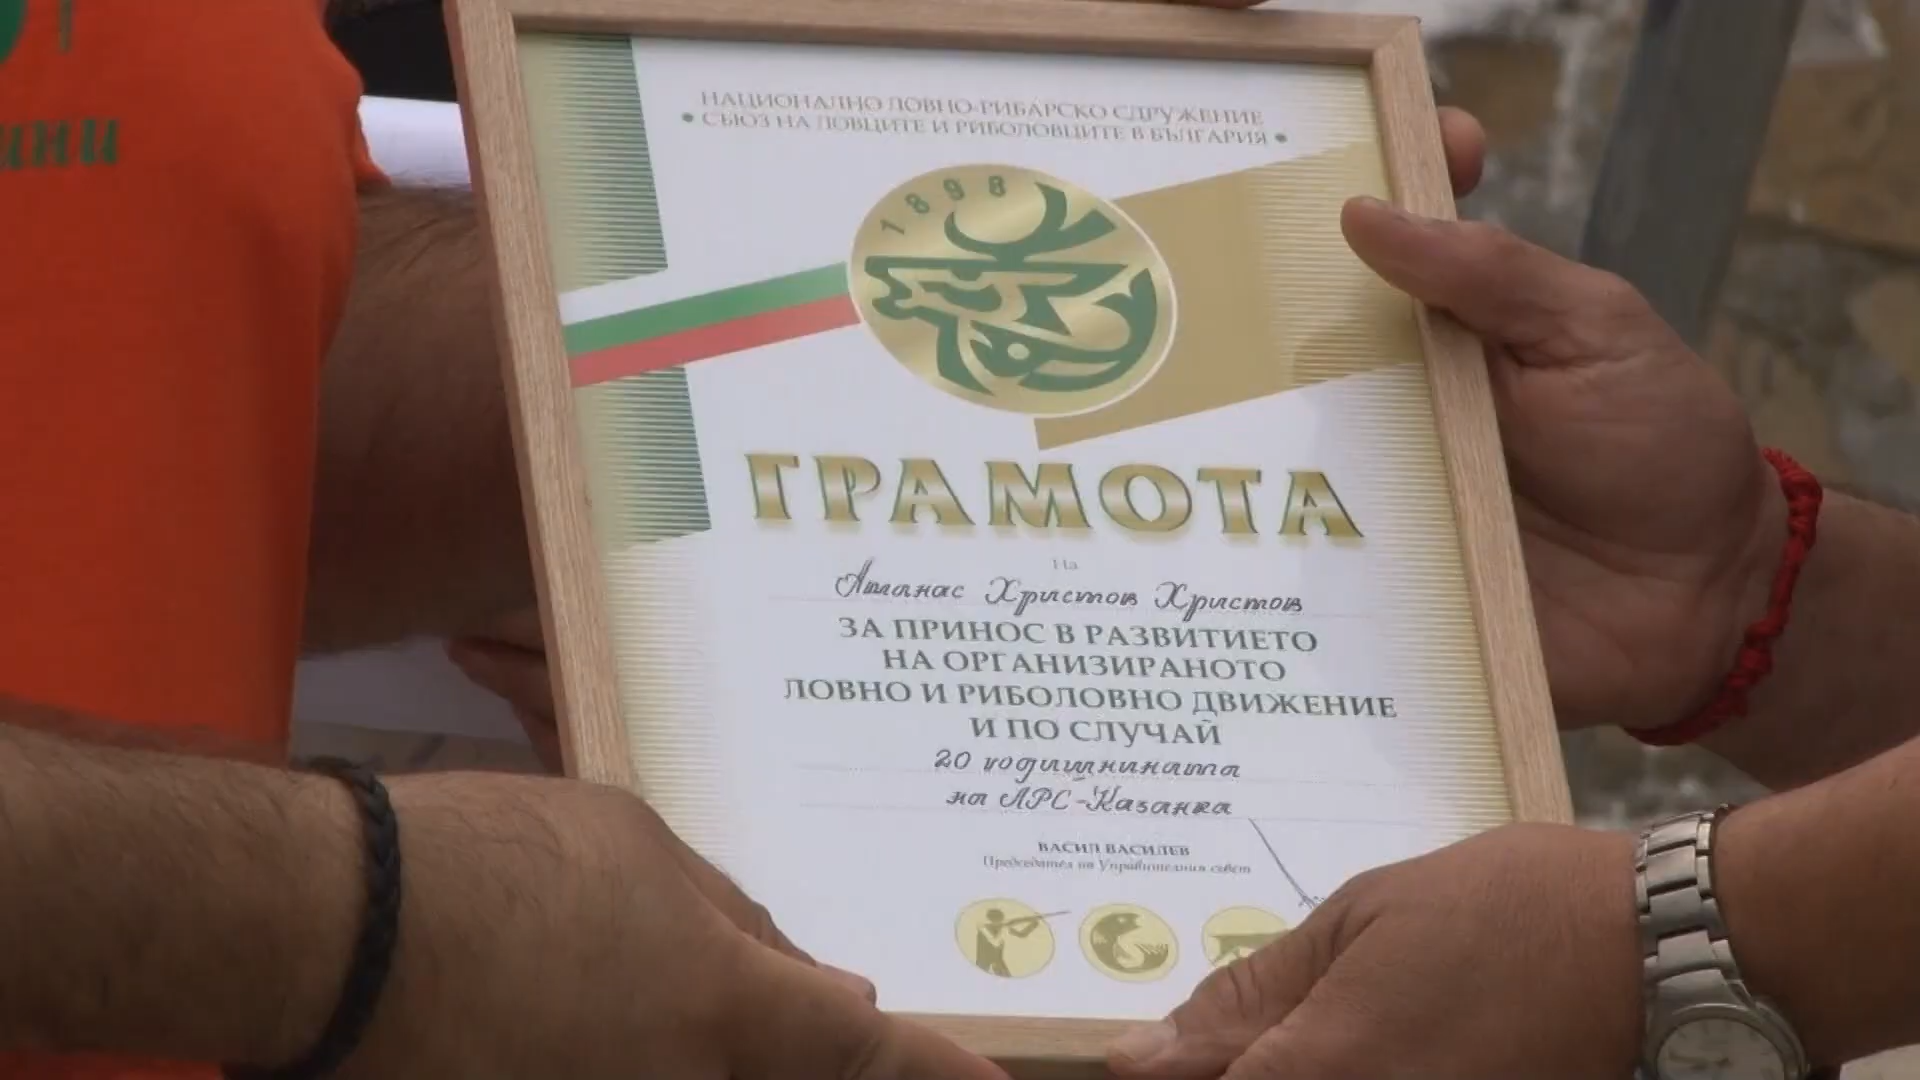 НАЦИОНАЛНО ЛОВНО-РИБАРСКО СДРУЖЕНИЕ
• СЪЮЗ НА ЛОВЦИТЕ И РИБОЛОВЦИТЕ В БЪЛГАРИЯ •
1898
ГРАМОТА
На
Атанас Христов Христов
ЗА ПРИНОС В РАЗВИТИЕТО
НА ОРГАНИЗИРАНОТО
ЛОВНО И РИБОЛОВНО ДВИЖЕНИЕ
И ПО СЛУЧАЙ
20 годишнината
на ЛРС-Казанка
ВАСИЛ ВАСИЛЕВ
Председател на Управителния съвет